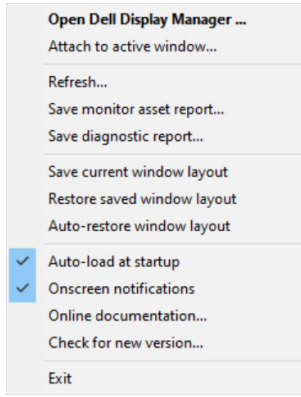 Open Dell Display Manager ...
Attach to active window...
Refresh...
Save monitor asset report...
Save diagnostic report...
Save current window layout
Restore saved window layout
Auto-restore window layout
Auto-load at startup
Onscreen notifications
Online documentation...
Check for new version...
Exit